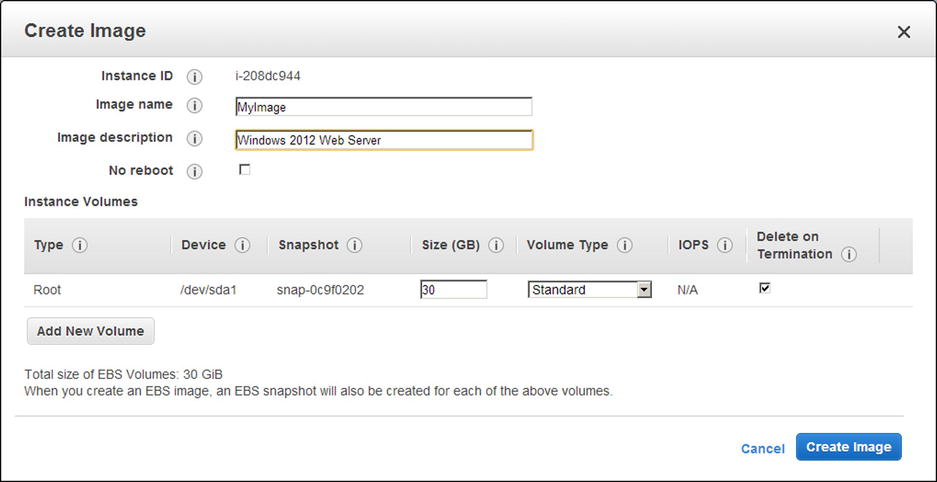 Create Image
Instance ID i-208dc944
Image name MyImage
Image description Windows 2012 Web Server
No reboot
Instance Volumes
Type Device Snapshot Size (GB) Volume Type IOPS Delete on Termination
Root /dev/sda1 snap-0c9f0202 30 Standard N/A
Add New Volume
Total size of EBS Volumes: 30 GiB
When you create an EBS image, an EBS snapshot will also be created for each of the above volumes.
Cancel Create Image